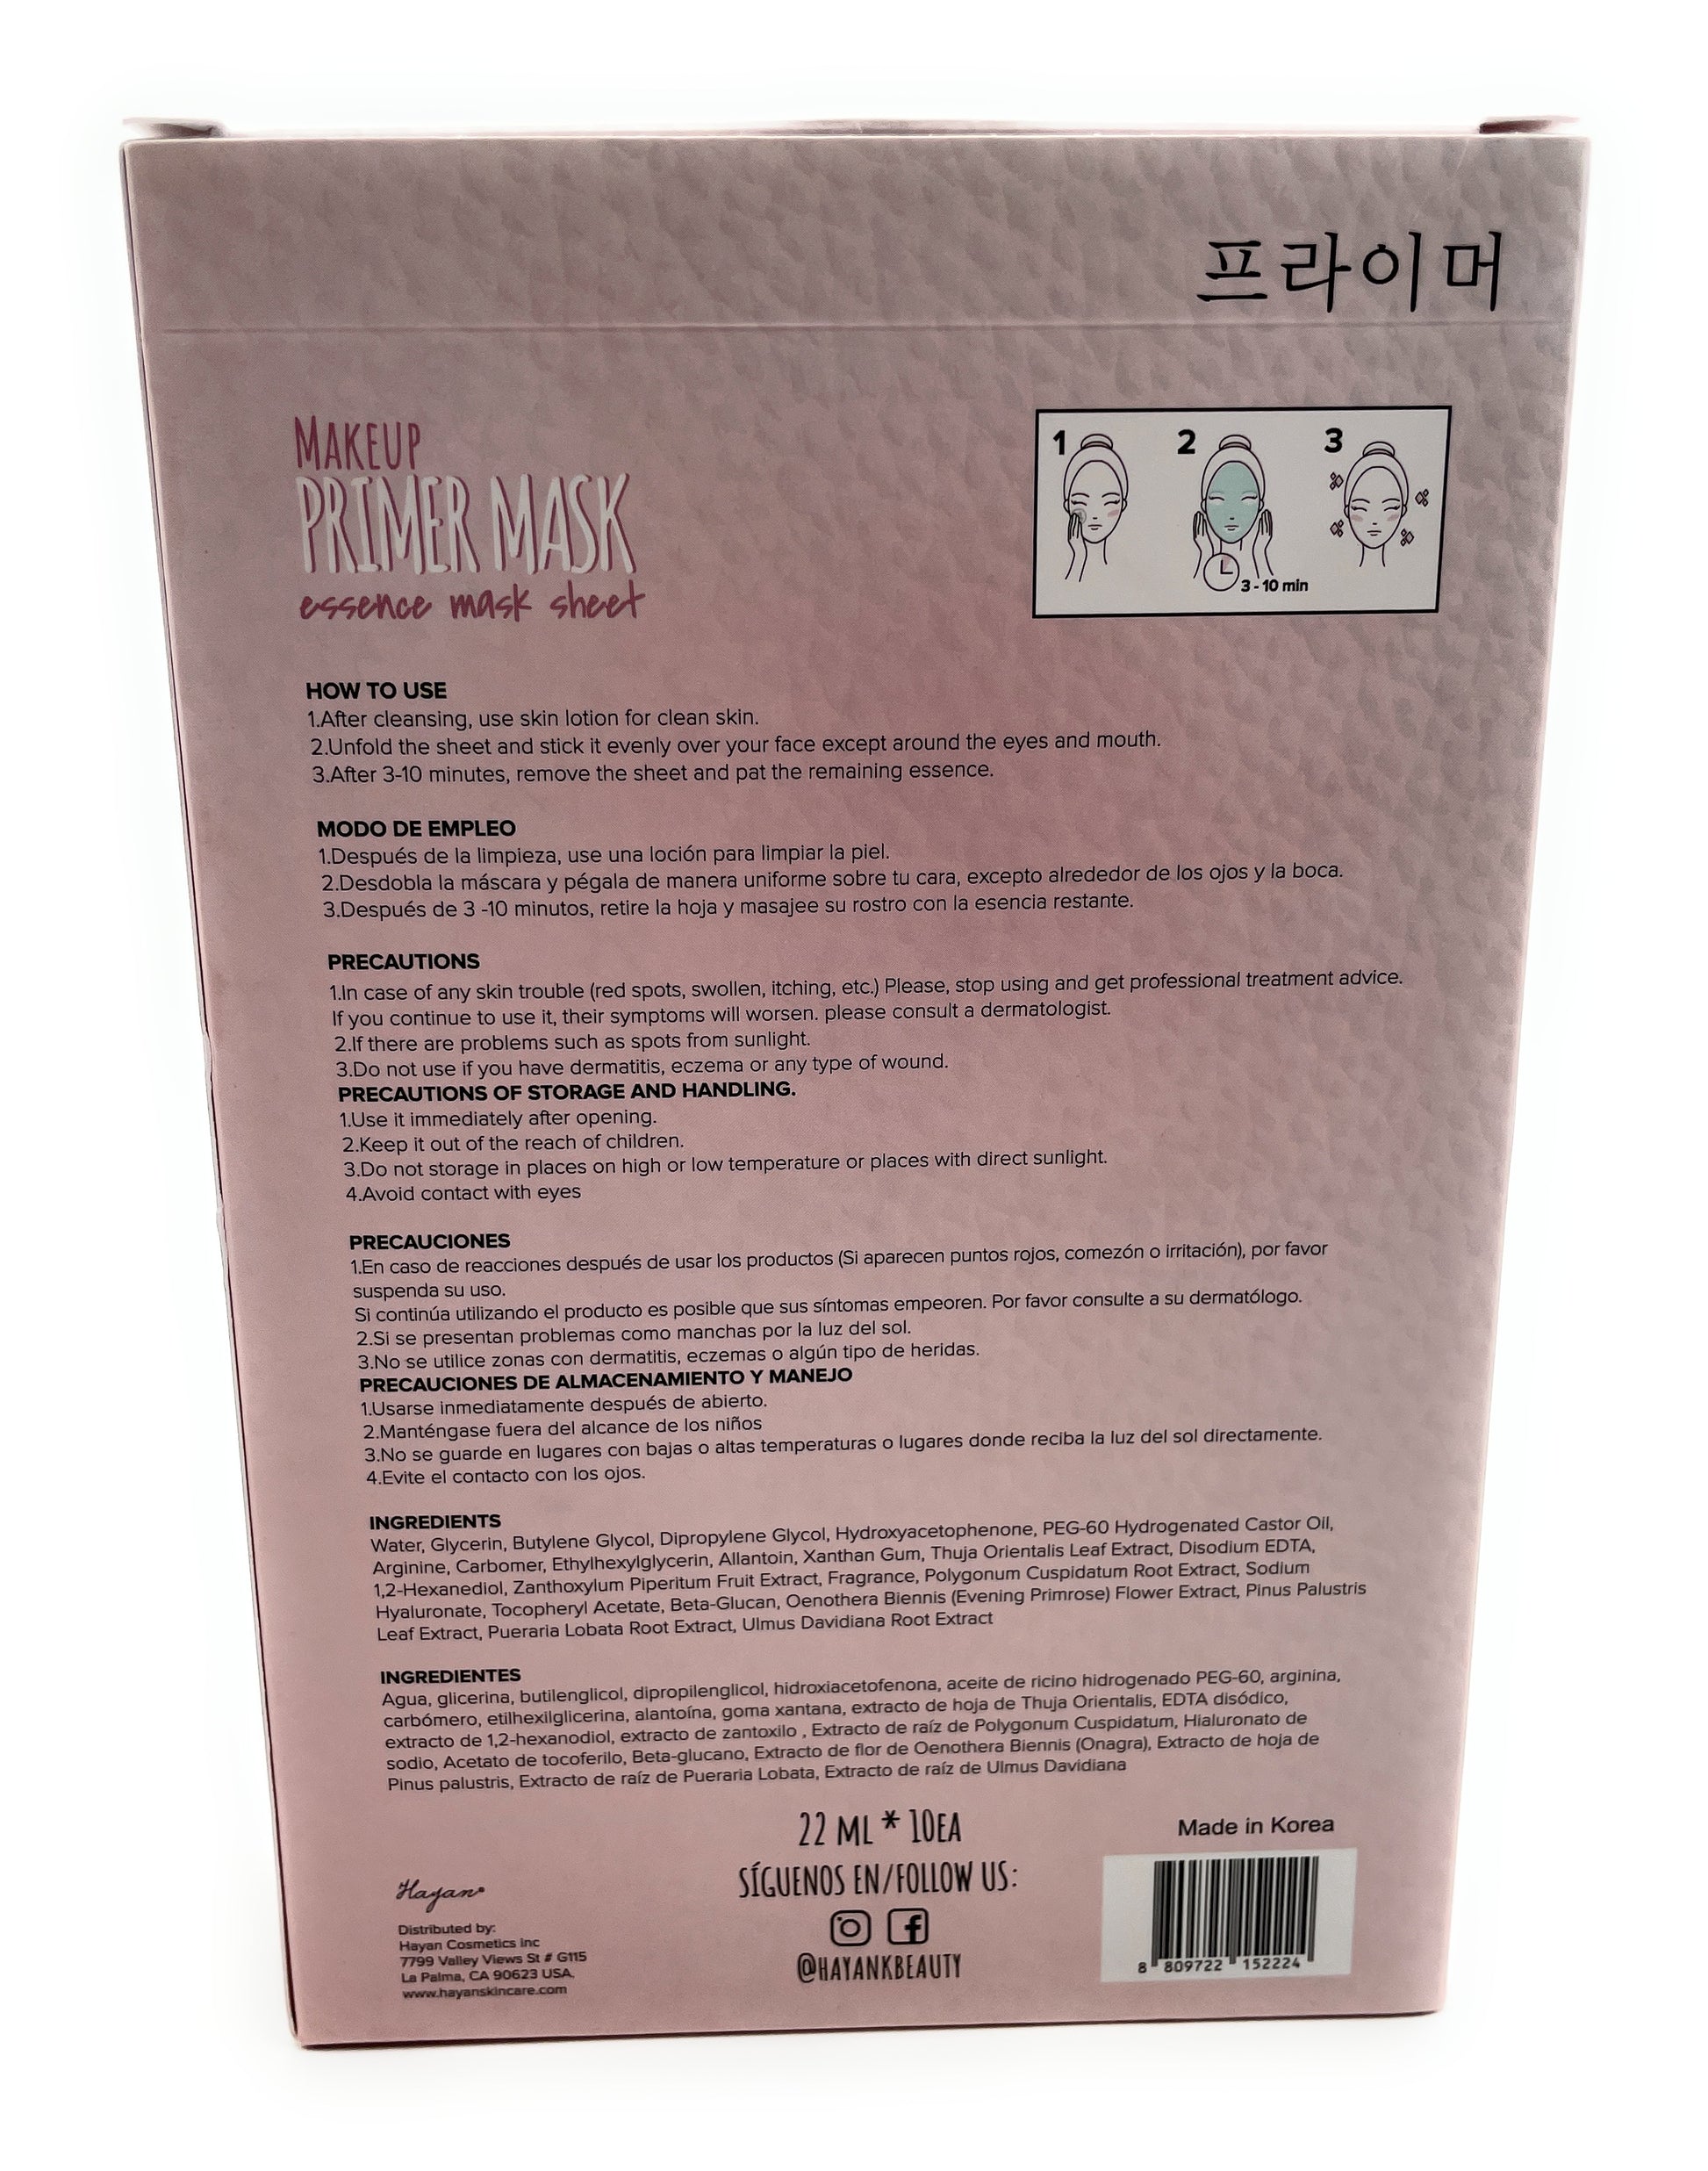 프라이머
MAKEUP
PRIMER MASK
essence mask sheet
1
2
3
3-10 min
HOW TO USE
1.After cleansing, use skin lotion for clean skin.
2.Unfold the sheet and stick it evenly over your face except around the eyes and mouth.
3.After 3-10 minutes, remove the sheet and pat the remaining essence.
MODO DE EMPLEO
1.Después de la limpieza, use una loción para limpiar la piel.
2.Desdobla la máscara y pégala de manera uniforme sobre tu cara, excepto alrededor de los ojos y la boca.
3.Después de 3 -10 minutos, retire la hoja y masajee su rostro con la esencia restante.
PRECAUTIONS
1.In case of any skin trouble (red spots, swollen, itching, etc.) Please, stop using and get professional treatment advice.
If you continue to use it, their symptoms will worsen. please consult a dermatologist.
2.If there are problems such as spots from sunlight.
3.Do not use if you have dermatitis, eczema or any type of wound.
PRECAUTIONS OF STORAGE AND HANDLING.
1.Use it immediately after opening.
2.Keep it out of the reach of children.
3.Do not storage in places on high or low temperature or places with direct sunlight.
4.Avoid contact with eyes
PRECAUCIONES
1.En caso de reacciones después de usar los productos (Si aparecen puntos rojos, comezón o irritación), por favor
suspenda su uso.
Si continúa utilizando el producto es posible que sus síntomas empeoren. Por favor consulte a su dermatólogo.
2.Si se presentan problemas como manchas por la luz del sol.
3.No se utilice zonas con dermatitis, eczemas o algún tipo de heridas.
PRECAUCIONES DE ALMACENAMIENTO Y MANEJO
1.Usarse inmediatamente después de abierto.
2.Manténgase fuera del alcance de los niños
3.No se guarde en lugares con bajas o altas temperaturas o lugares donde reciba la luz del sol directamente.
4.Evite el contacto con los ojos.
INGREDIENTS
Water, Glycerin, Butylene Glycol, Dipropylene Glycol, Hydroxyacetophenone, PEG-60 Hydrogenated Castor Oil,
Arginine, Carbomer, Ethylhexylglycerin, Allantoin, Xanthan Gum, Thuja Orientalis Leaf Extract, Disodium EDTA,
1,2-Hexanediol, Zanthoxylum Piperitum Fruit Extract, Fragrance, Polygonum Cuspidatum Root Extract, Sodium
Hyaluronate, Tocopheryl Acetate, Beta-Glucan, Oenothera Biennis (Evening Primrose) Flower Extract, Pinus Palustris
Leaf Extract, Pueraria Lobata Root Extract, Ulmus Davidiana Root Extract
INGREDIENTES
Agua, glicerina, butilenglicol, dipropilenglicol, hidroxiacetofenona, aceite de ricino hidrogenado PEG-60, arginina,
carbómero, etilhexilglicerina, alantoína, goma xantana, extracto de hoja de Thuja Orientalis, EDTA disódico,
extracto de 1,2-hexanodiol, extracto de zantoxilo , Extracto de raíz de Polygonum Cuspidatum, Hialuronato de
sodio, Acetato de tocoferilo, Beta-glucano, Extracto de flor de Oenothera Biennis (Onagra), Extracto de hoja de
Pinus palustris, Extracto de raíz de Pueraria Lobata, Extracto de raíz de Ulmus Davidiana
22 ML * 10EA
SÍGUENOS EN/FOLLOW US:
@HAYANKBEAUTY
Made in Korea
8 809722 152224
Hayan
Distributed by:
Hayan Cosmetics Inc
7799 Valley Views St # G115
La Palma, CA 90623 USA.
www.hayanskincare.com